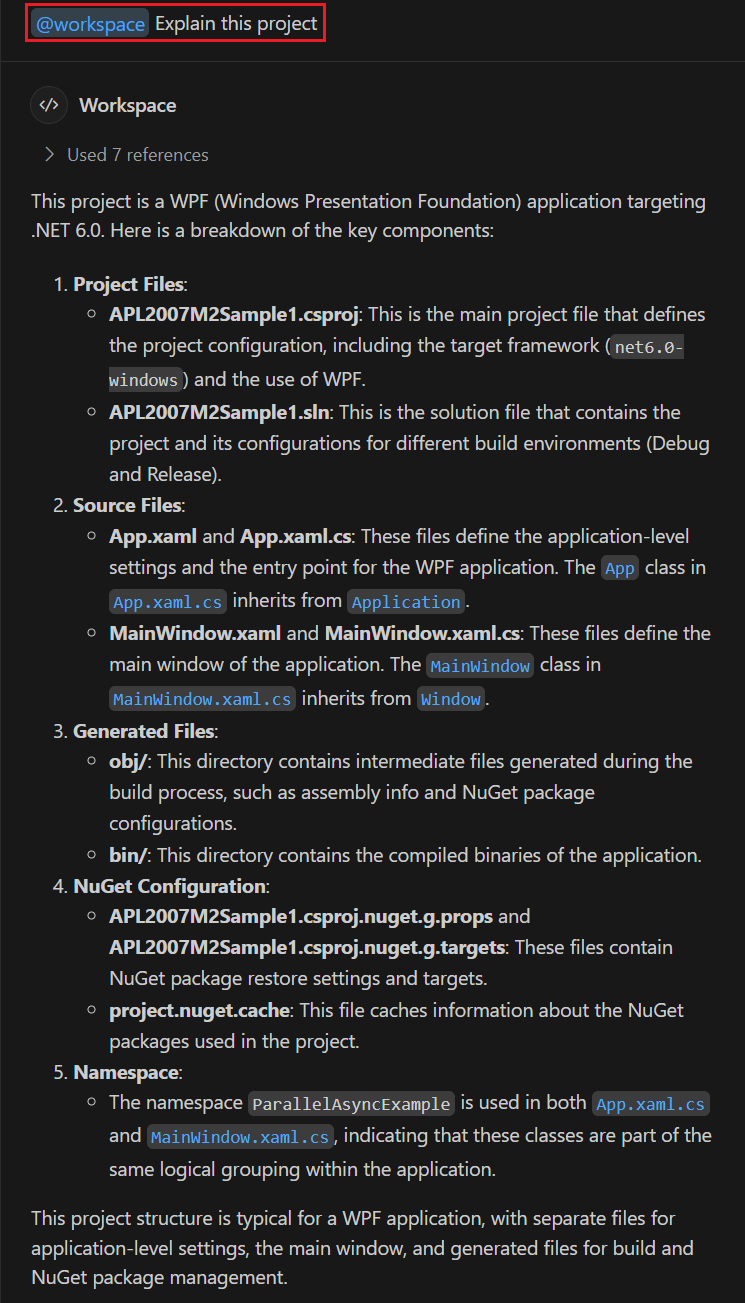 @workspace Explain this project
</> Workspace
Used 7 references
This project is a WPF (Windows Presentation Foundation) application targeting
.NET 6.0. Here is a breakdown of the key components:
1. Project Files:
APL2007M2Sample1.csproj: This is the main project file that defines
the project configuration, including the target framework (net6.0-
windows) and the use of WPF.
APL2007M2Sample1.sln: This is the solution file that contains the
project and its configurations for different build environments (Debug
and Release).
2. Source Files:
App.xaml and App.xaml.cs: These files define the application-level
settings and the entry point for the WPF application. The App class in
App.xaml.cs inherits from Application.
MainWindow.xaml and MainWindow.xaml.cs: These files define the
main window of the application. The MainWindow class in
MainWindow.xaml.cs inherits from Window.
3. Generated Files:
obj/: This directory contains intermediate files generated during the
build process, such as assembly info and NuGet package
configurations.
bin/: This directory contains the compiled binaries of the application.
4. NuGet Configuration:
APL2007M2Sample1.csproj.nuget.g.props and
APL2007M2Sample1.csproj.nuget.g.targets: These files contain
NuGet package restore settings and targets.
project.nuget.cache: This file caches information about the NuGet
packages used in the project.
5. Namespace:
The namespace ParallelAsyncExample is used in both App.xaml.cs
and MainWindow.xaml.cs, indicating that these classes are part of the
same logical grouping within the application.
This project structure is typical for a WPF application, with separate files for
application-level settings, the main window, and generated files for build and
NuGet package management.